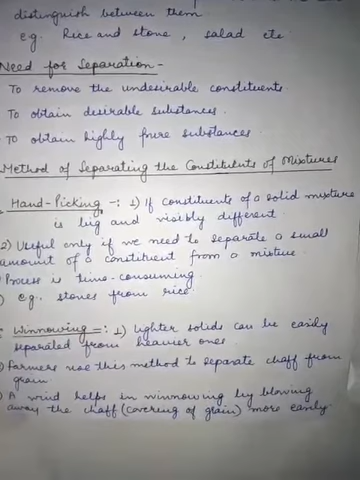 distinguish between them
e.g. Rice and stone, salad etc
Need for Separation -
To remove the undesirable constituents.
To obtain desirable substances.
To obtain highly pure substances
Method of Separating the Constituents of Mixtures
Hand-Picking -: 1) If constituents of a solid mixture
is big and visibly different
2) Useful only if we need to separate a small
amount of a constituent from a mixture
Process is time-consuming
) e.g. stones from rice
Winnowing -: 1) lighter solids can be easily
separated from heavier ones
) Farmers use this method to separate chaff from
grain
) A wind helps in winnowing by blowing
away the chaff (covering of grain) more easily